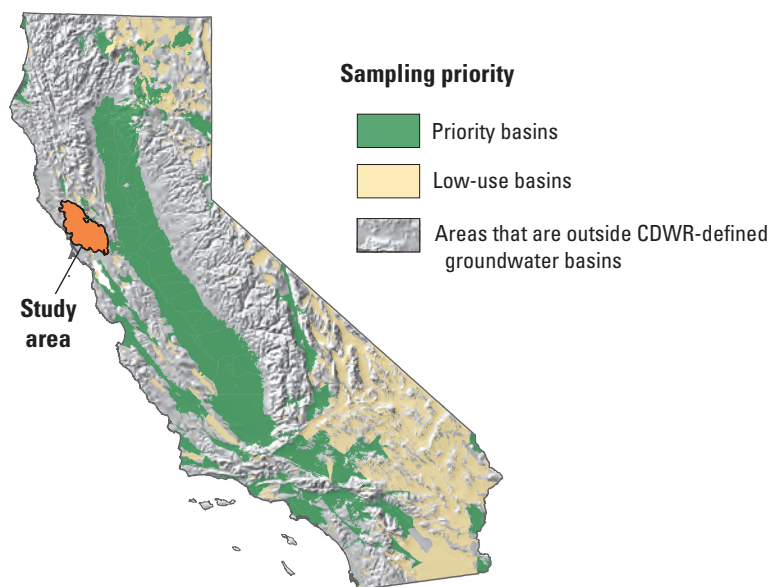 Sampling priority
Priority basins
Low-use basins
Areas that are outside CDWR-defined
groundwater basins
Study
area